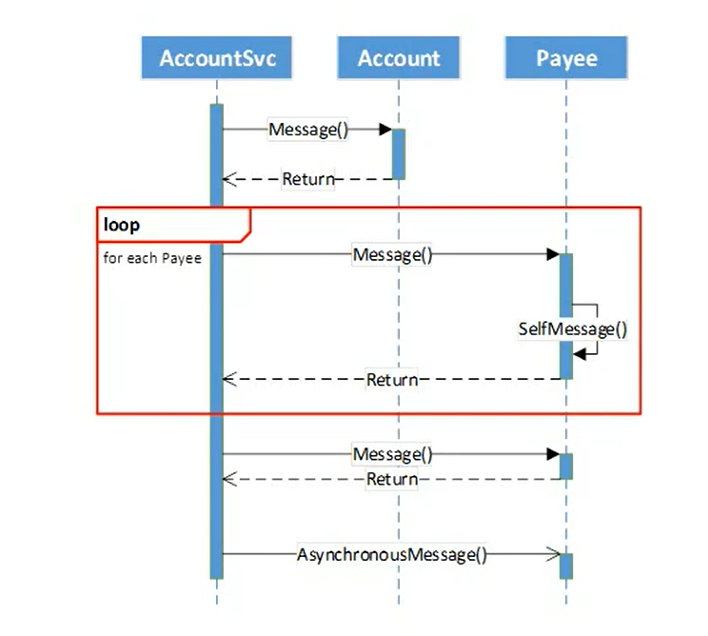 AccountSvc
Account
Payee
Message()
Return
loop
for each Payee
Message()
SelfMessage()
Return
Message()
Return
AsynchronousMessage()